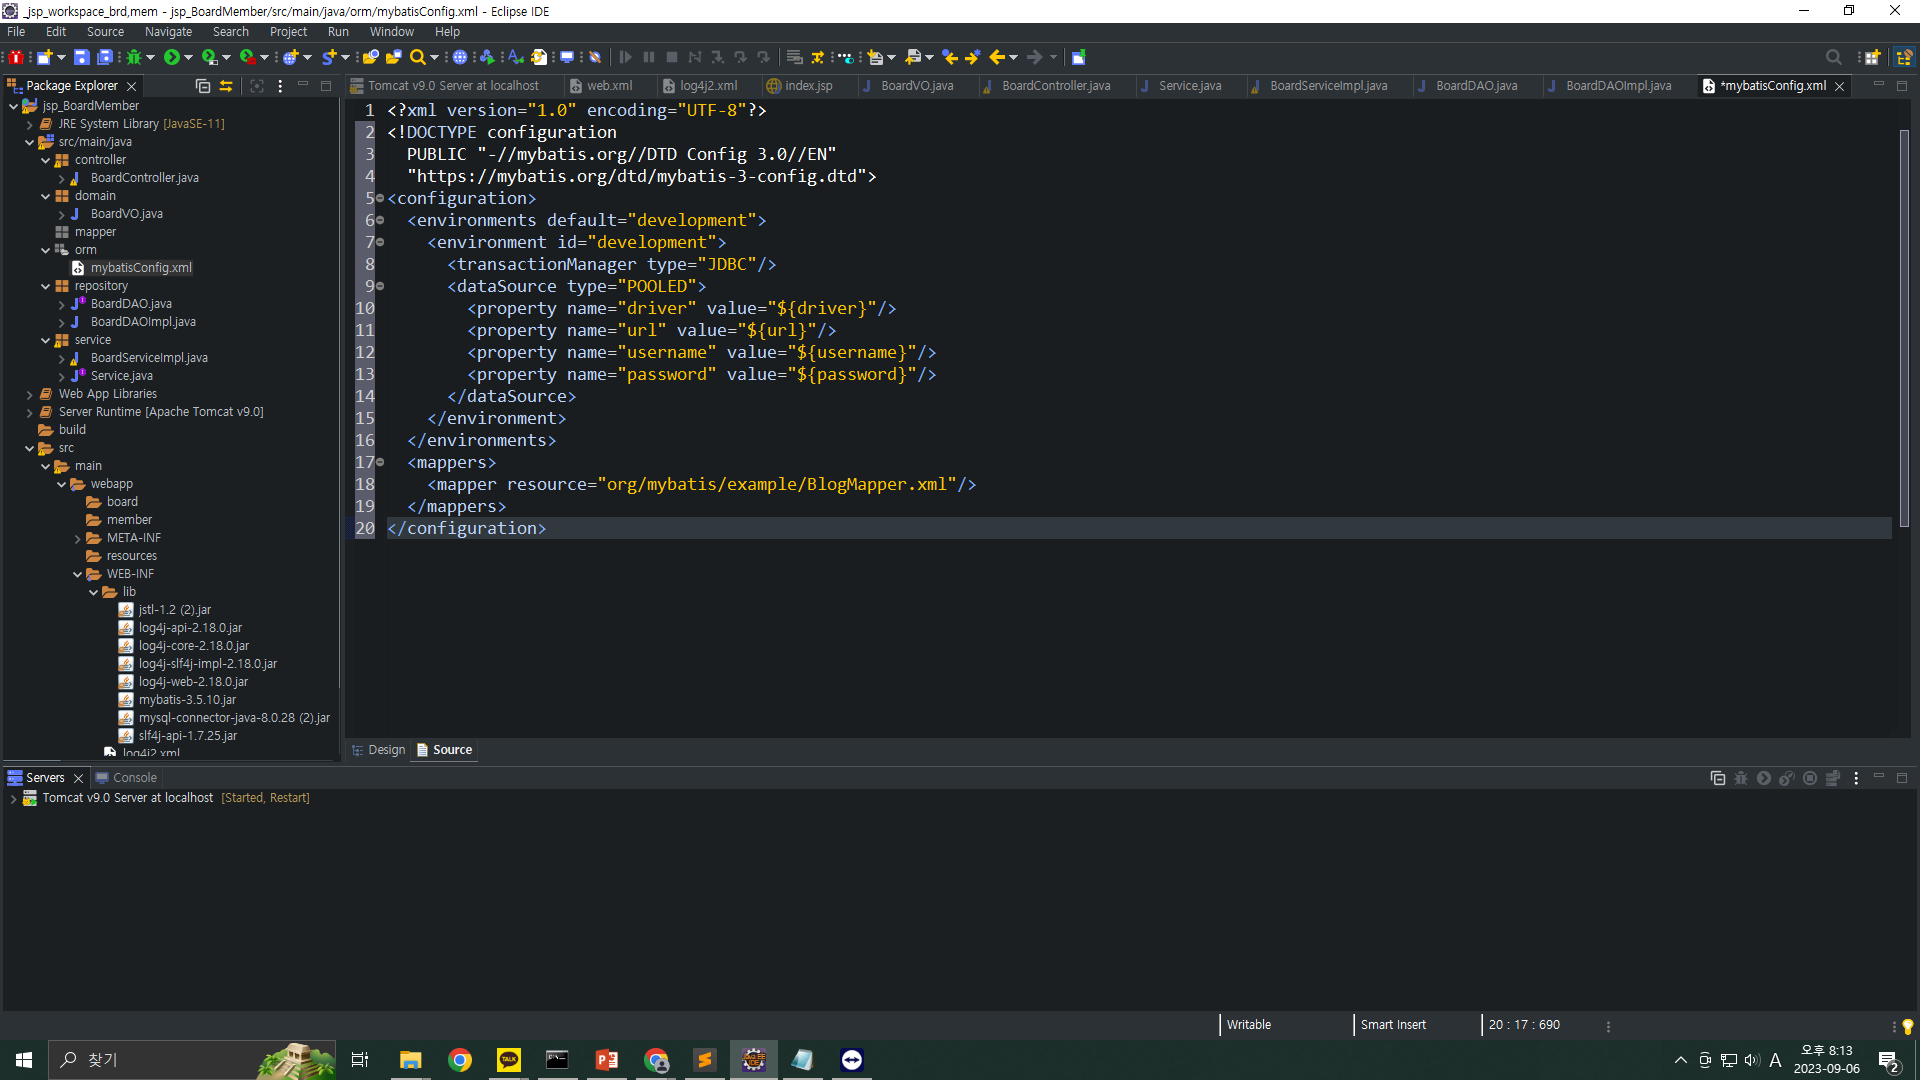 _jsp_workspace_brd,mem - jsp_BoardMember/src/main/java/orm/mybatisConfig.xml - Eclipse IDE
File Edit Source Navigate Search Project Run Window Help
Package Explorer
Tomcat v9.0 Server at localhost web.xml log4j2.xml index.jsp BoardVO.java BoardController.java Service.java BoardServiceImpl.java BoardDAO.java BoardDAOImpl.java *mybatisConfig.xml
jsp_BoardMember
JRE System Library [JavaSE-11]
src/main/java
controller
BoardController.java
domain
BoardVO.java
mapper
orm
mybatisConfig.xml
repository
BoardDAO.java
BoardDAOImpl.java
service
BoardServiceImpl.java
Service.java
Web App Libraries
Server Runtime [Apache Tomcat v9.0]
build
src
main
webapp
board
member
META-INF
resources
WEB-INF
lib
jstl-1.2 (2).jar
log4j-api-2.18.0.jar
log4j-core-2.18.0.jar
log4j-slf4j-impl-2.18.0.jar
log4j-web-2.18.0.jar
mybatis-3.5.10.jar
mysql-connector-java-8.0.28 (2).jar
slf4j-api-1.7.25.jar
log4j2.xml
1 <?xml version="1.0" encoding="UTF-8"?>
2 <!DOCTYPE configuration
3 PUBLIC "-//mybatis.org//DTD Config 3.0//EN"
4 "https://mybatis.org/dtd/mybatis-3-config.dtd">
5 <configuration>
6 <environments default="development">
7 <environment id="development">
8 <transactionManager type="JDBC"/>
9 <dataSource type="POOLED">
10 <property name="driver" value="${driver}"/>
11 <property name="url" value="${url}"/>
12 <property name="username" value="${username}"/>
13 <property name="password" value="${password}"/>
14 </dataSource>
15 </environment>
16 </environments>
17 <mappers>
18 <mapper resource="org/mybatis/example/BlogMapper.xml"/>
19 </mappers>
20 </configuration>
Design Source
Servers Console
Tomcat v9.0 Server at localhost [Started, Restart]
Writable Smart Insert 20 : 17 : 690
찾기
TALK
A
오후 8:13
2023-09-06
2